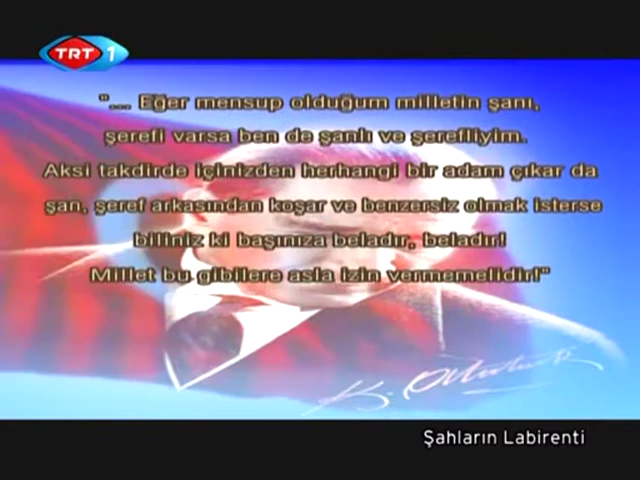 TRT 1
"... Eğer mensup olduğum milletin şanı,
şerefi varsa ben de şanlı ve şerefliyim.
Aksi takdirde içinizden herhangi bir adam çıkar da
şan, şeref arkasından koşar ve benzersiz olmak isterse
biliniz ki başınıza beladır, beladır!
Millet bu gibilere asla izin vermemelidir!"
K. Atatürk
Şahların Labirenti